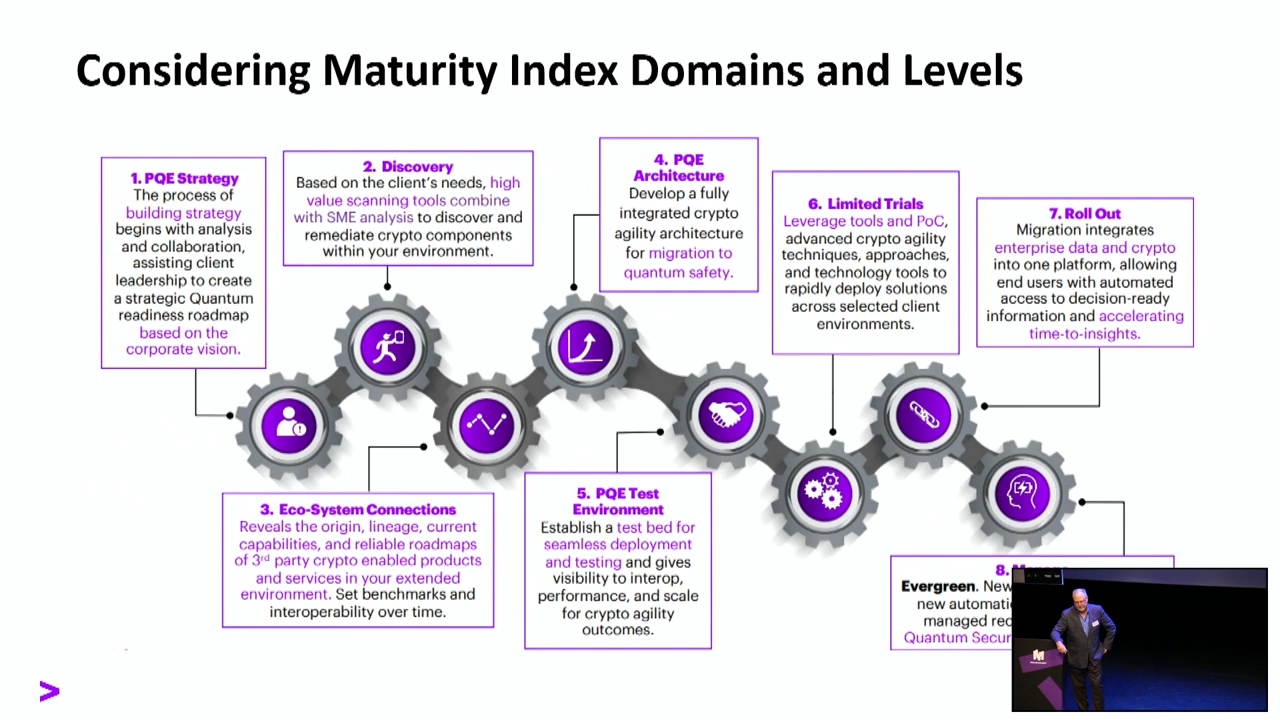 Considering Maturity Index Domains and Levels
1. PQE Strategy
The process of
building strategy
begins with analysis
and collaboration,
assisting client
leadership to create
a strategic Quantum
readiness roadmap
based on the
corporate vision.
2. Discovery
Based on the client's needs, high
value scanning tools combine
with SME analysis to discover and
remediate crypto components
within your environment.
3. Eco-System Connections
Reveals the origin, lineage, current
capabilities, and reliable roadmaps
of 3rd party crypto enabled products
and services in your extended
environment. Set benchmarks and
interoperability over time.
4. PQE
Architecture
Develop a fully
integrated crypto
agility architecture
for migration to
quantum safety.
5. PQE Test
Environment
Establish a test bed for
seamless deployment
and testing and gives
visibility to interop,
performance, and scale
for crypto agility
outcomes.
6. Limited Trials
Leverage tools and PoC,
advanced crypto agility
techniques, approaches,
and technology tools to
rapidly deploy solutions
across selected client
environments.
7. Roll Out
Migration integrates
enterprise data and crypto
into one platform, allowing
end users with automated
access to decision-ready
information and accelerating
time-to-insights.
8.
Evergreen. New
new
managed
Quantum